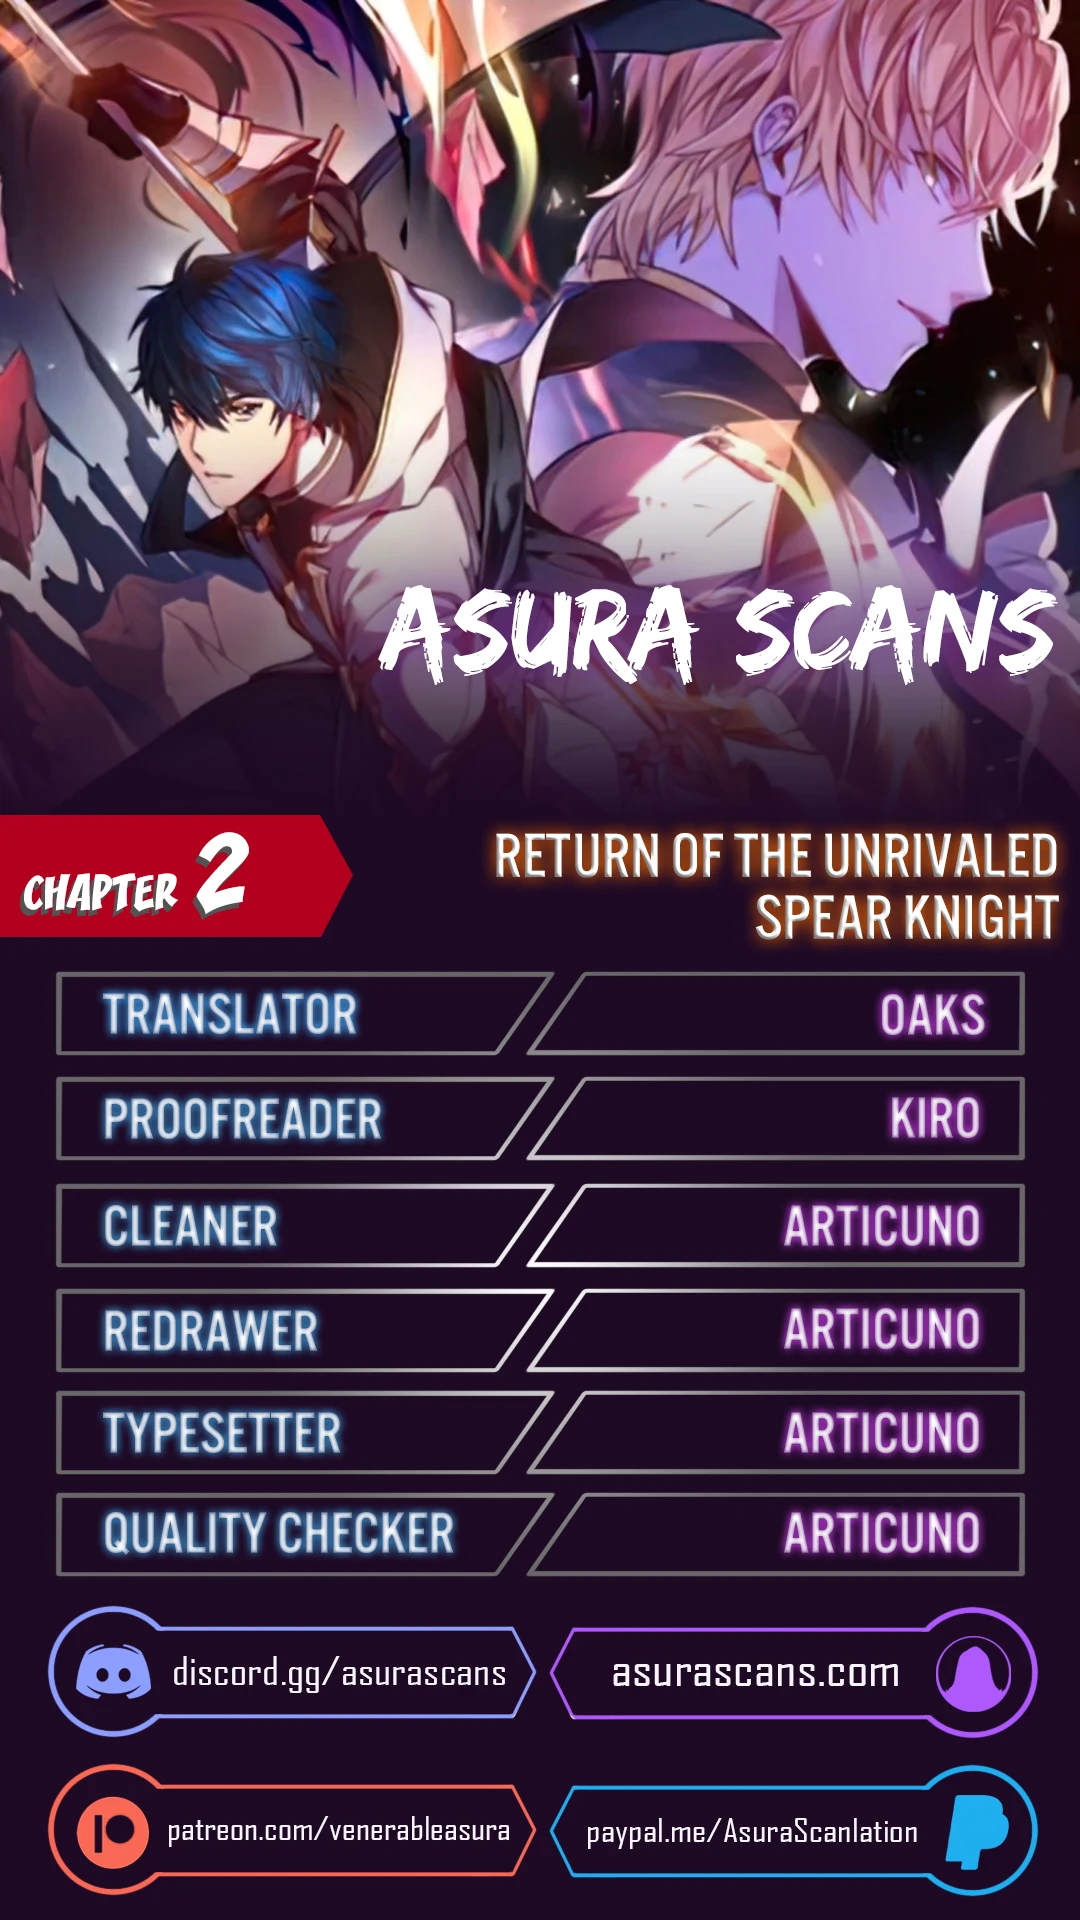 ASURA SCANS
CHAPTER 2
RETURN OF THE UNRIVALED
SPEAR KNIGHT
TRANSLATOR OAKS
PROOFREADER KIRO
CLEANER ARTICUNO
REDRAWER ARTICUNO
TYPESETTER ARTICUNO
QUALITY CHECKER ARTICUNO
discord.gg/asurascans
asurascans.com
patreon.com/venerableasura
paypal.me/AsuraScanlation